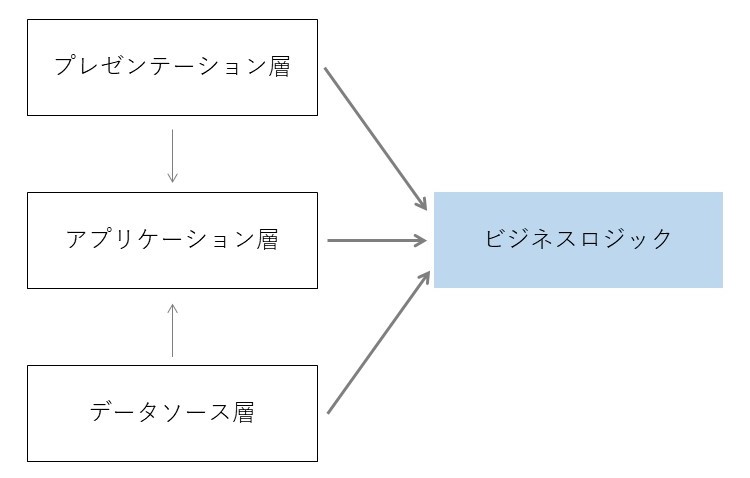 プレゼンテーション層
アプリケーション層
ビジネスロジック
データソース層